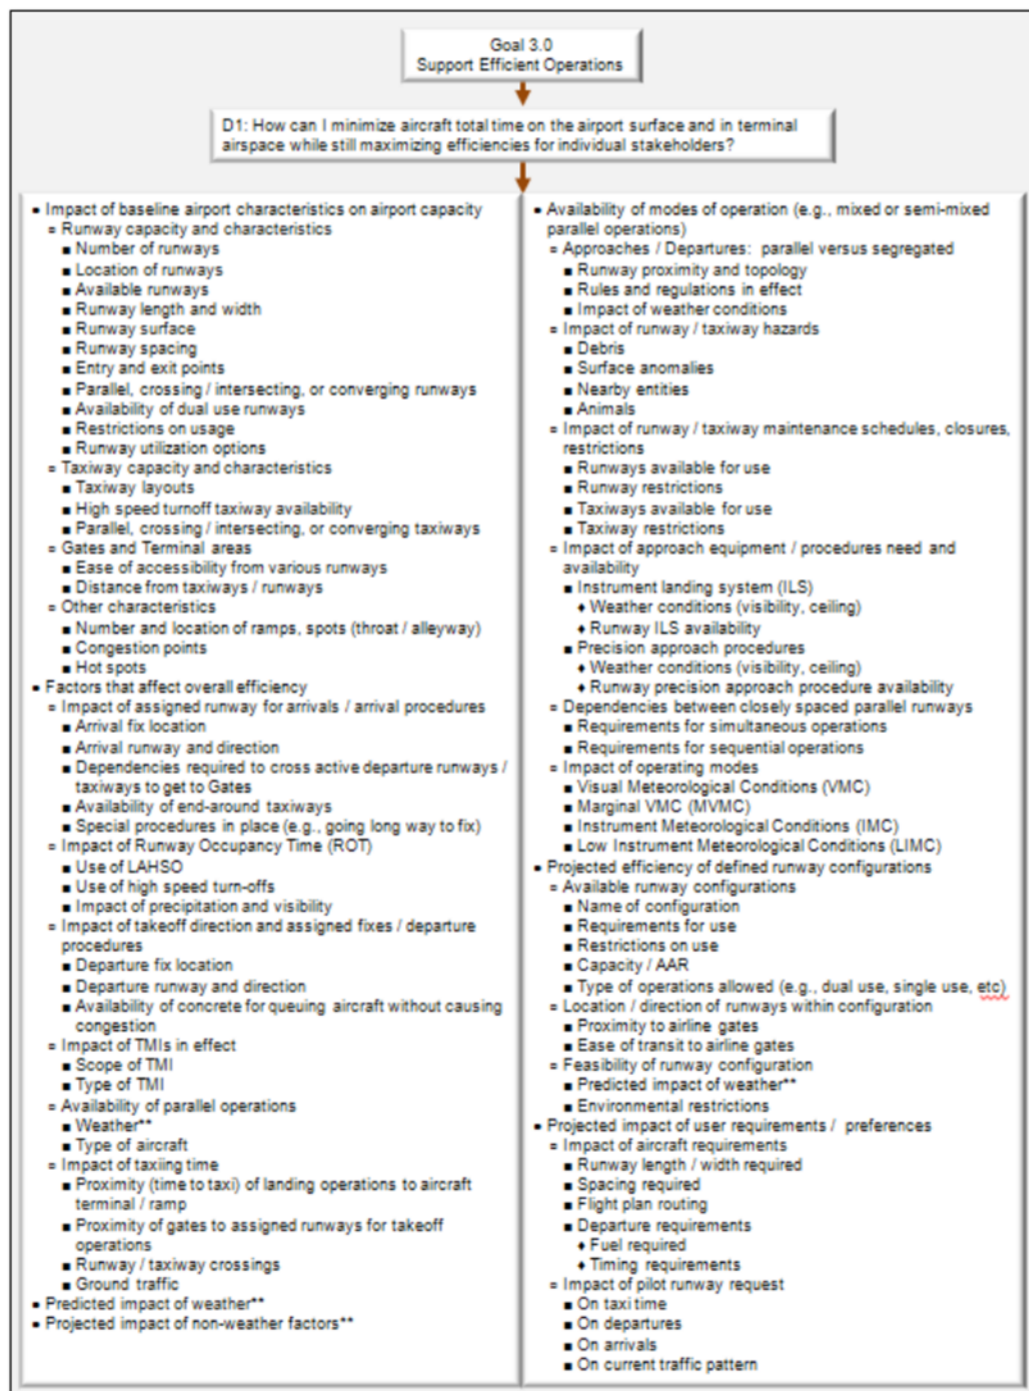 Goal 3.0
Support Efficient Operations
D1: How can I minimize aircraft total time on the airport surface and in terminal
airspace while still maximizing efficiencies for individual stakeholders?
• Impact of baseline airport characteristics on airport capacity
▫ Runway capacity and characteristics
▪ Number of runways
▪ Location of runways
▪ Available runways
▪ Runway length and width
▪ Runway surface
▪ Runway spacing
▪ Entry and exit points
▪ Parallel, crossing / intersecting, or converging runways
▪ Availability of dual use runways
▪ Restrictions on usage
▪ Runway utilization options
▫ Taxiway capacity and characteristics
▪ Taxiway layouts
▪ High speed turnoff taxiway availability
▪ Parallel, crossing / intersecting, or converging taxiways
▫ Gates and Terminal areas
▪ Ease of accessibility from various runways
▪ Distance from taxiways / runways
▫ Other characteristics
▪ Number and location of ramps, spots (throat / alleyway)
▪ Congestion points
▪ Hot spots
• Factors that affect overall efficiency
▫ Impact of assigned runway for arrivals / arrival procedures
▪ Arrival fix location
▪ Arrival runway and direction
▪ Dependencies required to cross active departure runways /
taxiways to get to Gates
▪ Availability of end-around taxiways
▪ Special procedures in place (e.g., going long way to fix)
▫ Impact of Runway Occupancy Time (ROT)
▪ Use of LAHSO
▪ Use of high speed turn-offs
▪ Impact of precipitation and visibility
▫ Impact of takeoff direction and assigned fixes / departure
procedures
▪ Departure fix location
▪ Departure runway and direction
▪ Availability of concrete for queuing aircraft without causing
congestion
▫ Impact of TMIs in effect
▪ Scope of TMI
▪ Type of TMI
▫ Availability of parallel operations
▪ Weather**
▪ Type of aircraft
▫ Impact of taxiing time
▪ Proximity (time to taxi) of landing operations to aircraft
terminal / ramp
▪ Proximity of gates to assigned runways for takeoff
operations
▪ Runway / taxiway crossings
▪ Ground traffic
• Predicted impact of weather**
• Projected impact of non-weather factors**
• Availability of modes of operation (e.g., mixed or semi-mixed
parallel operations)
▫ Approaches / Departures: parallel versus segregated
▪ Runway proximity and topology
▪ Rules and regulations in effect
▪ Impact of weather conditions
▫ Impact of runway / taxiway hazards
▪ Debris
▪ Surface anomalies
▪ Nearby entities
▪ Animals
▫ Impact of runway / taxiway maintenance schedules, closures,
restrictions
▪ Runways available for use
▪ Runway restrictions
▪ Taxiways available for use
▪ Taxiway restrictions
▫ Impact of approach equipment / procedures need and
availability
▪ Instrument landing system (ILS)
♦ Weather conditions (visibility, ceiling)
♦ Runway ILS availability
▪ Precision approach procedures
♦ Weather conditions (visibility, ceiling)
♦ Runway precision approach procedure availability
▫ Dependencies between closely spaced parallel runways
▪ Requirements for simultaneous operations
▪ Requirements for sequential operations
▫ Impact of operating modes
▪ Visual Meteorological Conditions (VMC)
▪ Marginal VMC (MVMC)
▪ Instrument Meteorological Conditions (IMC)
▪ Low Instrument Meteorological Conditions (LIMC)
• Projected efficiency of defined runway configurations
▫ Available runway configurations
▪ Name of configuration
▪ Requirements for use
▪ Restrictions on use
▪ Capacity / AAR
▪ Type of operations allowed (e.g., dual use, single use, etc)
▫ Location / direction of runways within configuration
▪ Proximity to airline gates
▪ Ease of transit to airline gates
▫ Feasibility of runway configuration
▪ Predicted impact of weather**
▪ Environmental restrictions
• Projected impact of user requirements / preferences
▫ Impact of aircraft requirements
▪ Runway length / width required
▪ Spacing required
▪ Flight plan routing
▪ Departure requirements
♦ Fuel required
♦ Timing requirements
▫ Impact of pilot runway request
▪ On taxi time
▪ On departures
▪ On arrivals
▪ On current traffic pattern